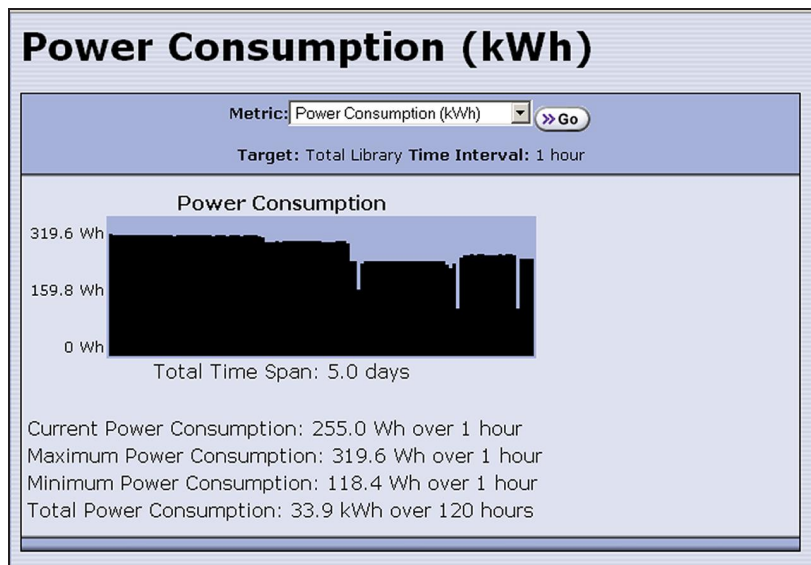 Power Consumption (kWh)
Metric: Power Consumption (kWh) >> Go
Target: Total Library Time Interval: 1 hour
Power Consumption
319.6 Wh
159.8 Wh
0 Wh
Total Time Span: 5.0 days
Current Power Consumption: 255.0 Wh over 1 hour
Maximum Power Consumption: 319.6 Wh over 1 hour
Minimum Power Consumption: 118.4 Wh over 1 hour
Total Power Consumption: 33.9 kWh over 120 hours